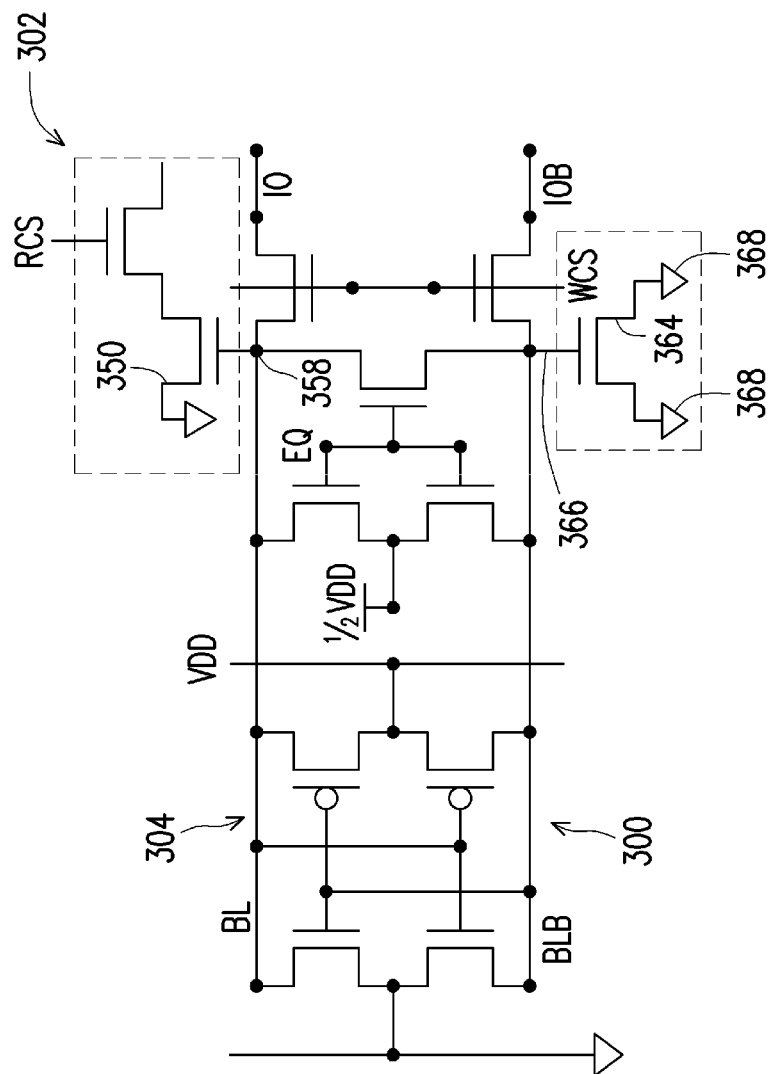 302
RCS
IO
350
358
EQ
½VDD
VDD
304
BL
BLB
300
IOB
WCS
366
364
368
368